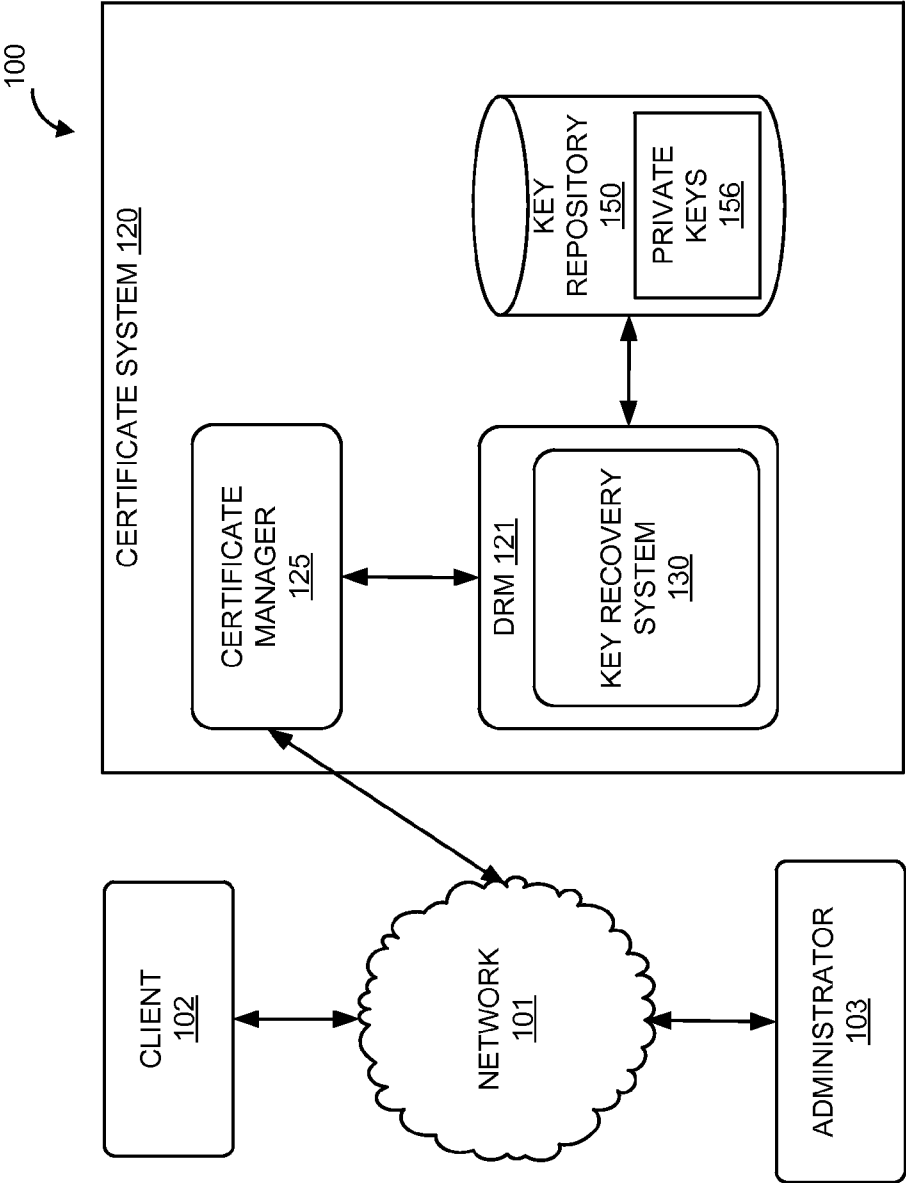 100
CERTIFICATE SYSTEM 120
CLIENT
102
NETWORK
101
ADMINISTRATOR
103
CERTIFICATE
MANAGER
125
DRM 121
KEY RECOVERY
SYSTEM
130
KEY
REPOSITORY
150
PRIVATE
KEYS
156